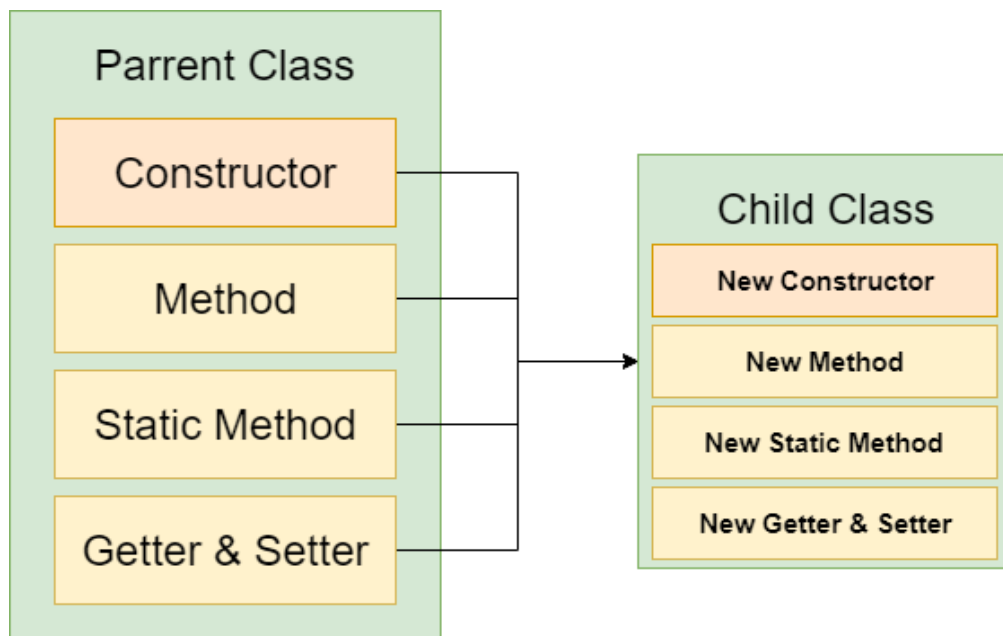 Parrent Class
Constructor
Method
Static Method
Getter & Setter
Child Class
New Constructor
New Method
New Static Method
New Getter & Setter